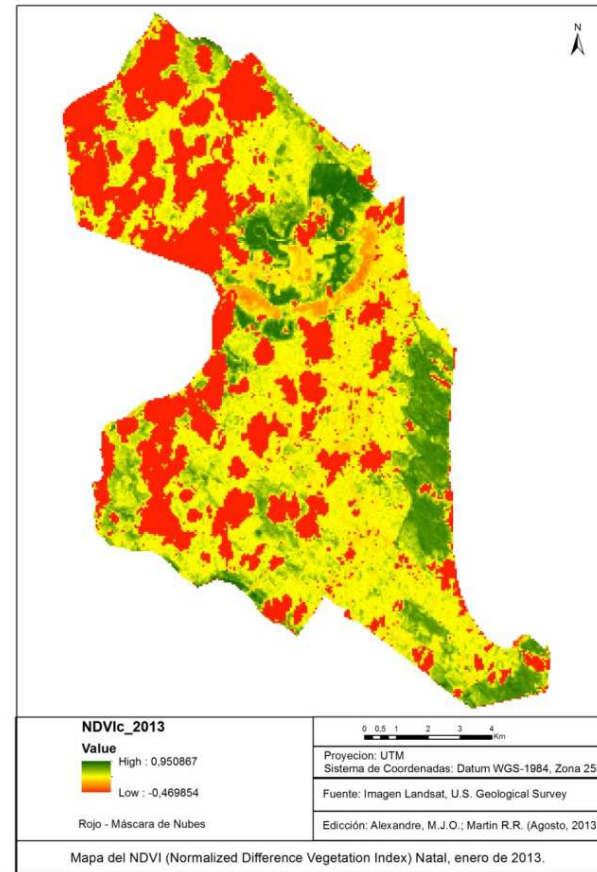 N
NDVIc_2013
Value
High : 0,950867
Low : -0,469854
Rojo - Máscara de Nubes
0 0,5 1 2 3 4
Km
Proyecion: UTM
Sistema de Coordenadas: Datum WGS-1984, Zona 25
Fuente: Imagen Landsat, U.S. Geological Survey
Edicción: Alexandre, M.J.O.; Martin R.R. (Agosto, 2013
Mapa del NDVI (Normalized Difference Vegetation Index) Natal, enero de 2013.